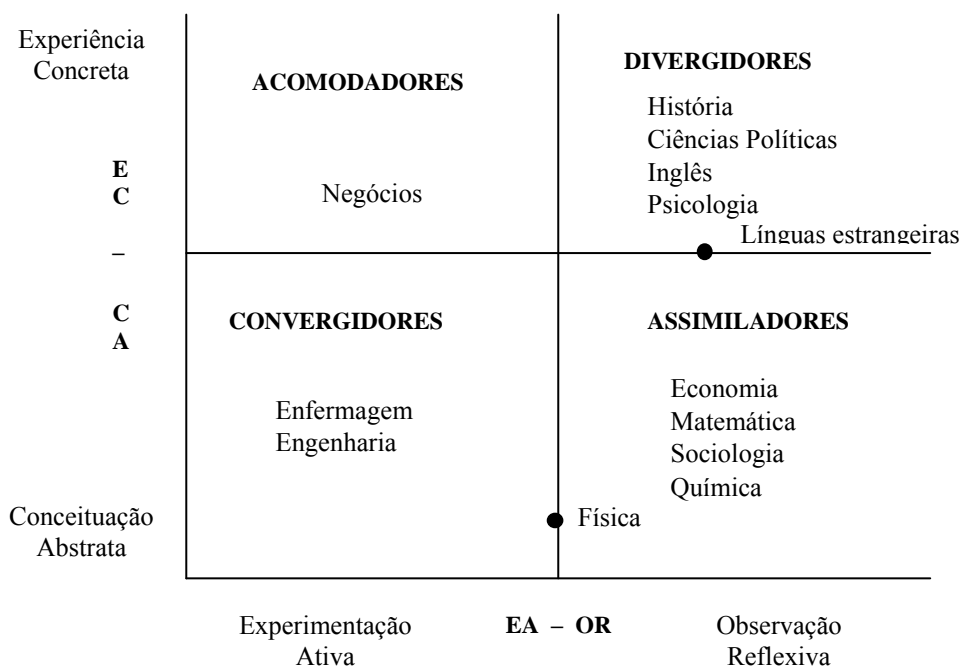 Experiência
Concreta
ACOMODADORES
DIVERGIDORES
História
Ciências Políticas
Inglês
Psicologia
Negócios
E
C
–
C
A
Línguas estrangeiras
CONVERGIDORES
ASSIMILADORES
Enfermagem
Engenharia
Economia
Matemática
Sociologia
Química
Conceituação
Abstrata
Física
Experimentação
Ativa
EA – OR
Observação
Reflexiva